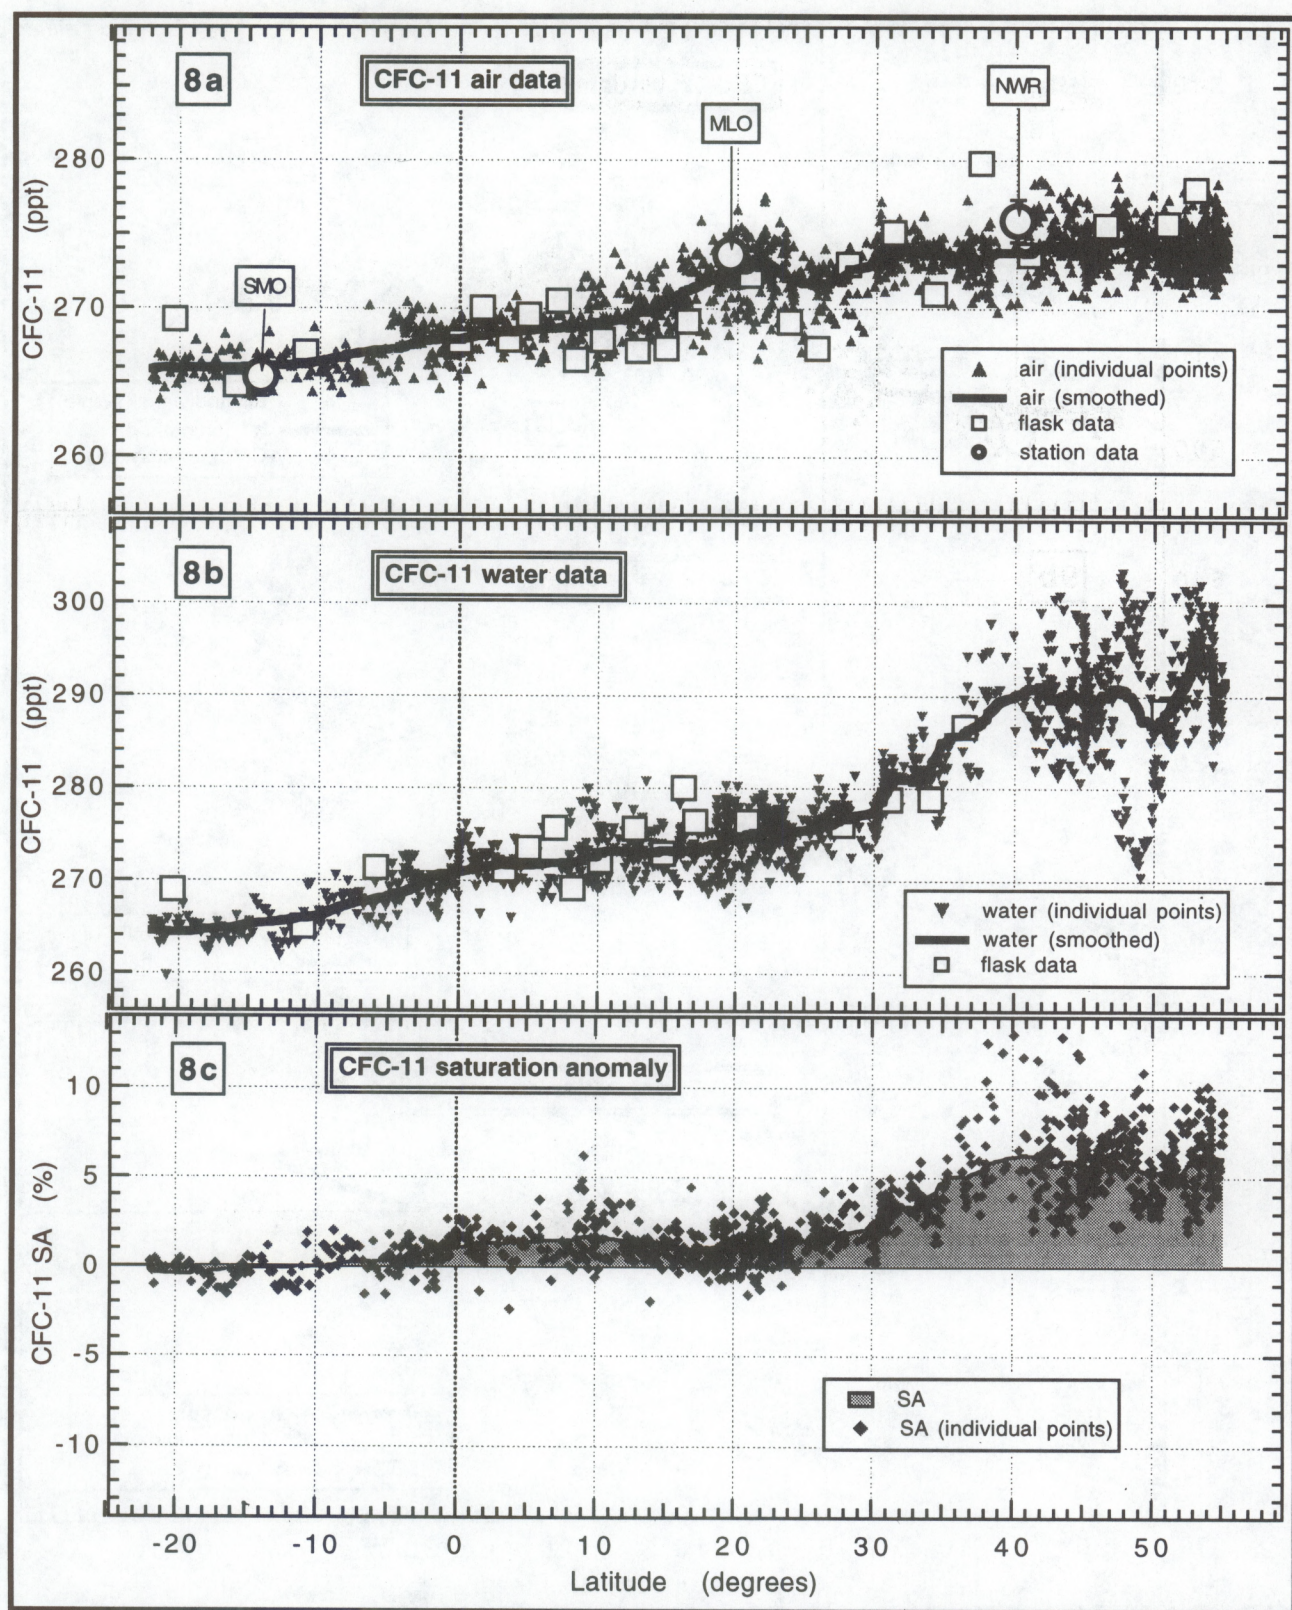 8a
CFC-11 air data
NWR
MLO
SMO
280
270
260
CFC-11 (ppt)
air (individual points)
air (smoothed)
flask data
station data
8b
CFC-11 water data
300
290
280
270
260
CFC-11 (ppt)
water (individual points)
water (smoothed)
flask data
8c
CFC-11 saturation anomaly
10
5
0
-5
-10
CFC-11 SA (%)
SA
SA (individual points)
-20 -10 0 10 20 30 40 50
Latitude (degrees)